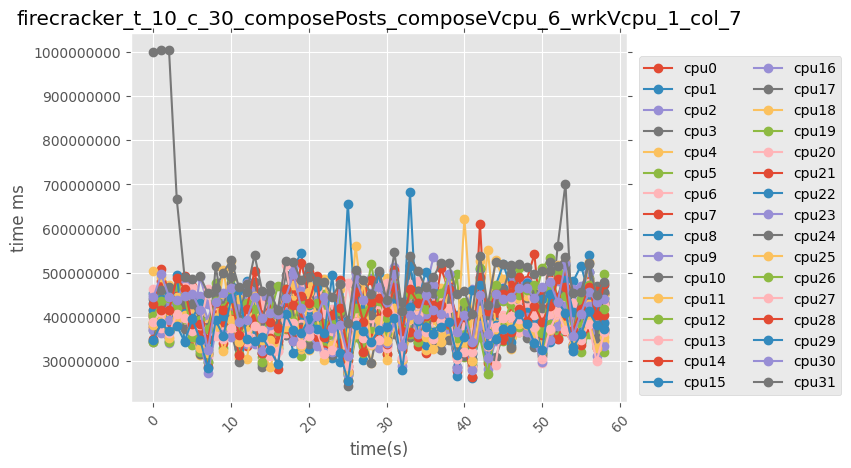 firecracker_t_10_c_30_composePosts_composeVcpu_6_wrkVcpu_1_col_7
time ms
1000000000
900000000
800000000
700000000
600000000
500000000
400000000
300000000
0
10
20
30
40
50
60
time(s)
cpu0
cpu1
cpu2
cpu3
cpu4
cpu5
cpu6
cpu7
cpu8
cpu9
cpu10
cpu11
cpu12
cpu13
cpu14
cpu15
cpu16
cpu17
cpu18
cpu19
cpu20
cpu21
cpu22
cpu23
cpu24
cpu25
cpu26
cpu27
cpu28
cpu29
cpu30
cpu31